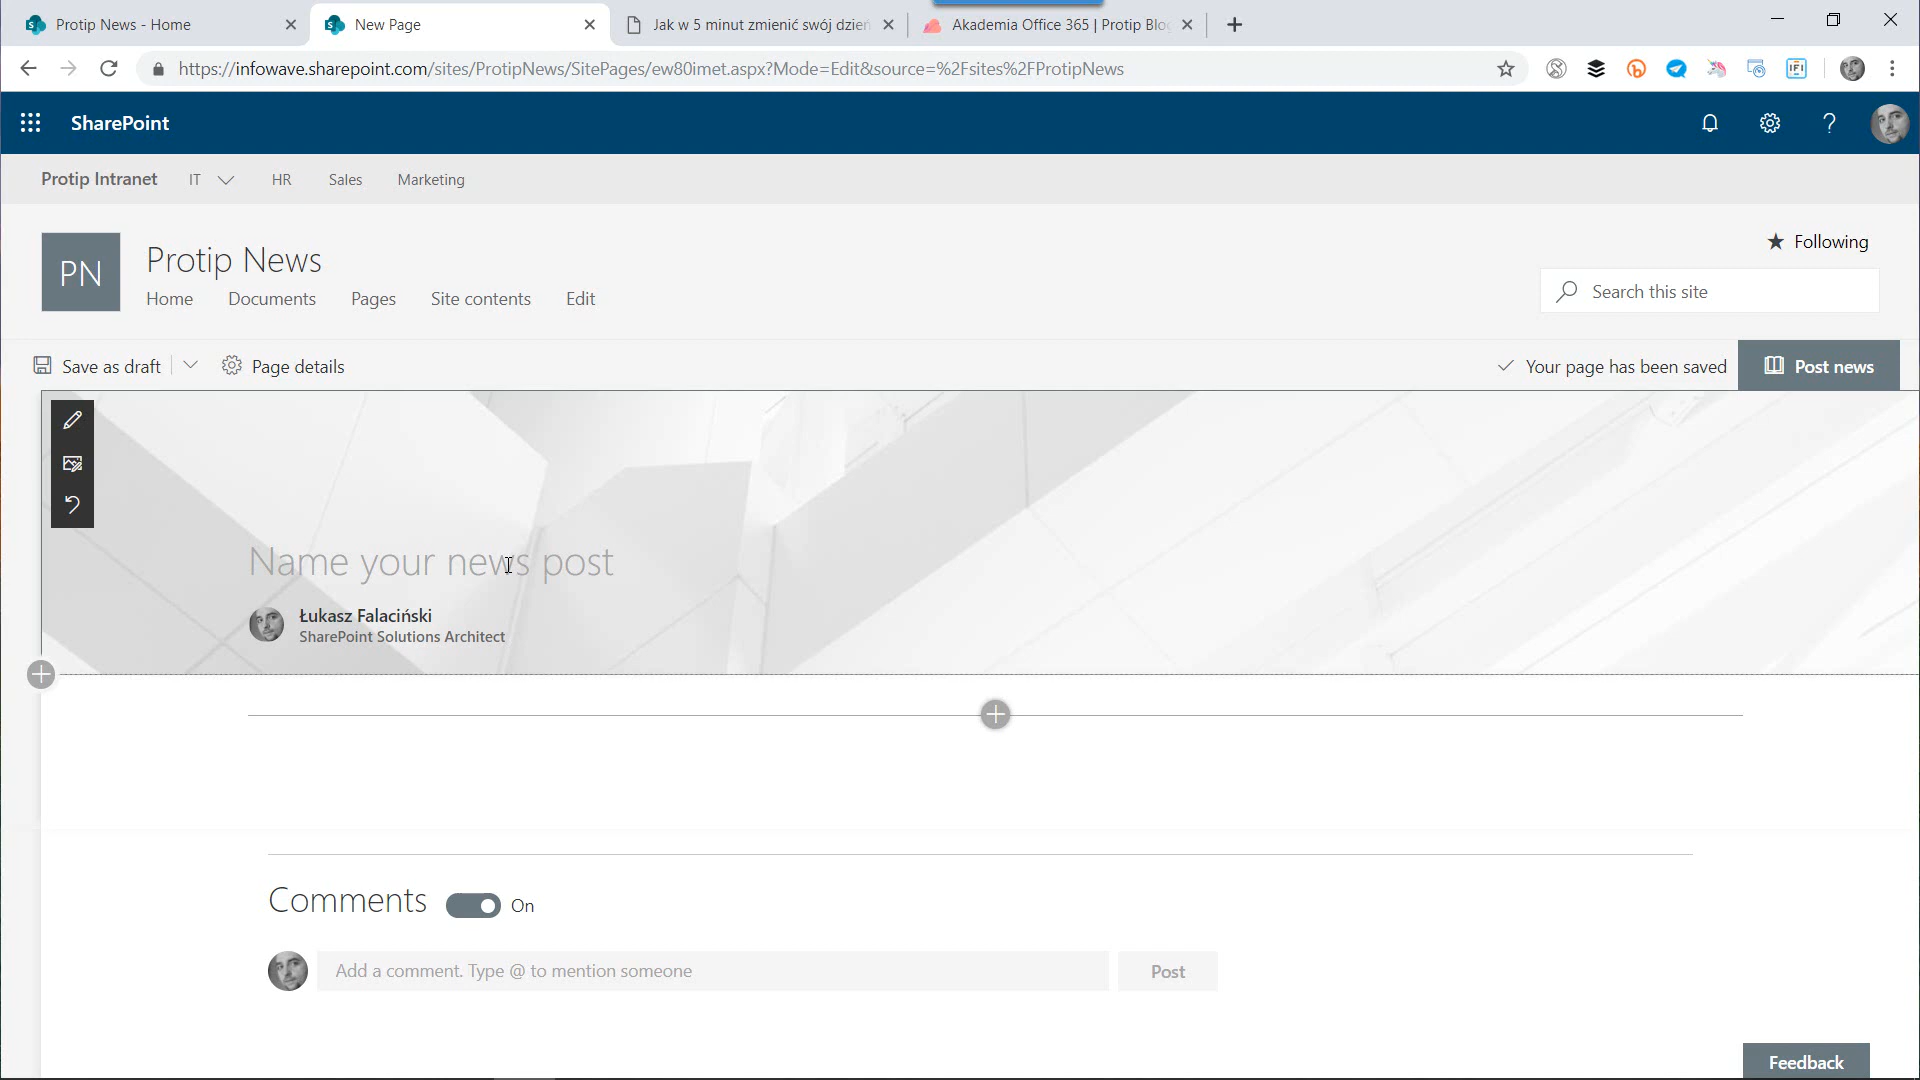 Protip News - Home
New Page
Jak w 5 minut zmienić swój dzień
Akademia Office 365 | Protip Blog
https://infowave.sharepoint.com/sites/ProtipNews/SitePages/ew80imet.aspx?Mode=Edit&source=%2Fsites%2FProtipNews
SharePoint
Protip Intranet IT HR Sales Marketing
Following
PN
Protip News
Home Documents Pages Site contents Edit
Search this site
Save as draft Page details Your page has been saved Post news
Name your news post
Łukasz Falaciński
SharePoint Solutions Architect
Comments On
Add a comment. Type @ to mention someone Post
Feedback